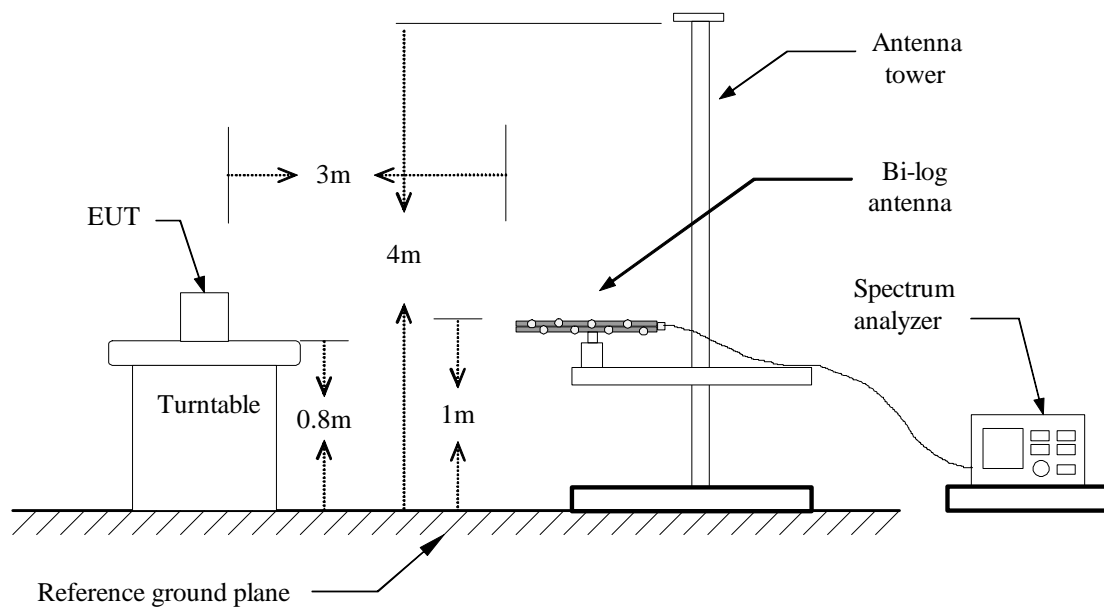 Antenna
tower
3m
Bi-log
antenna
EUT
4m
Spectrum
analyzer
Turntable
0.8m
1m
Reference ground plane